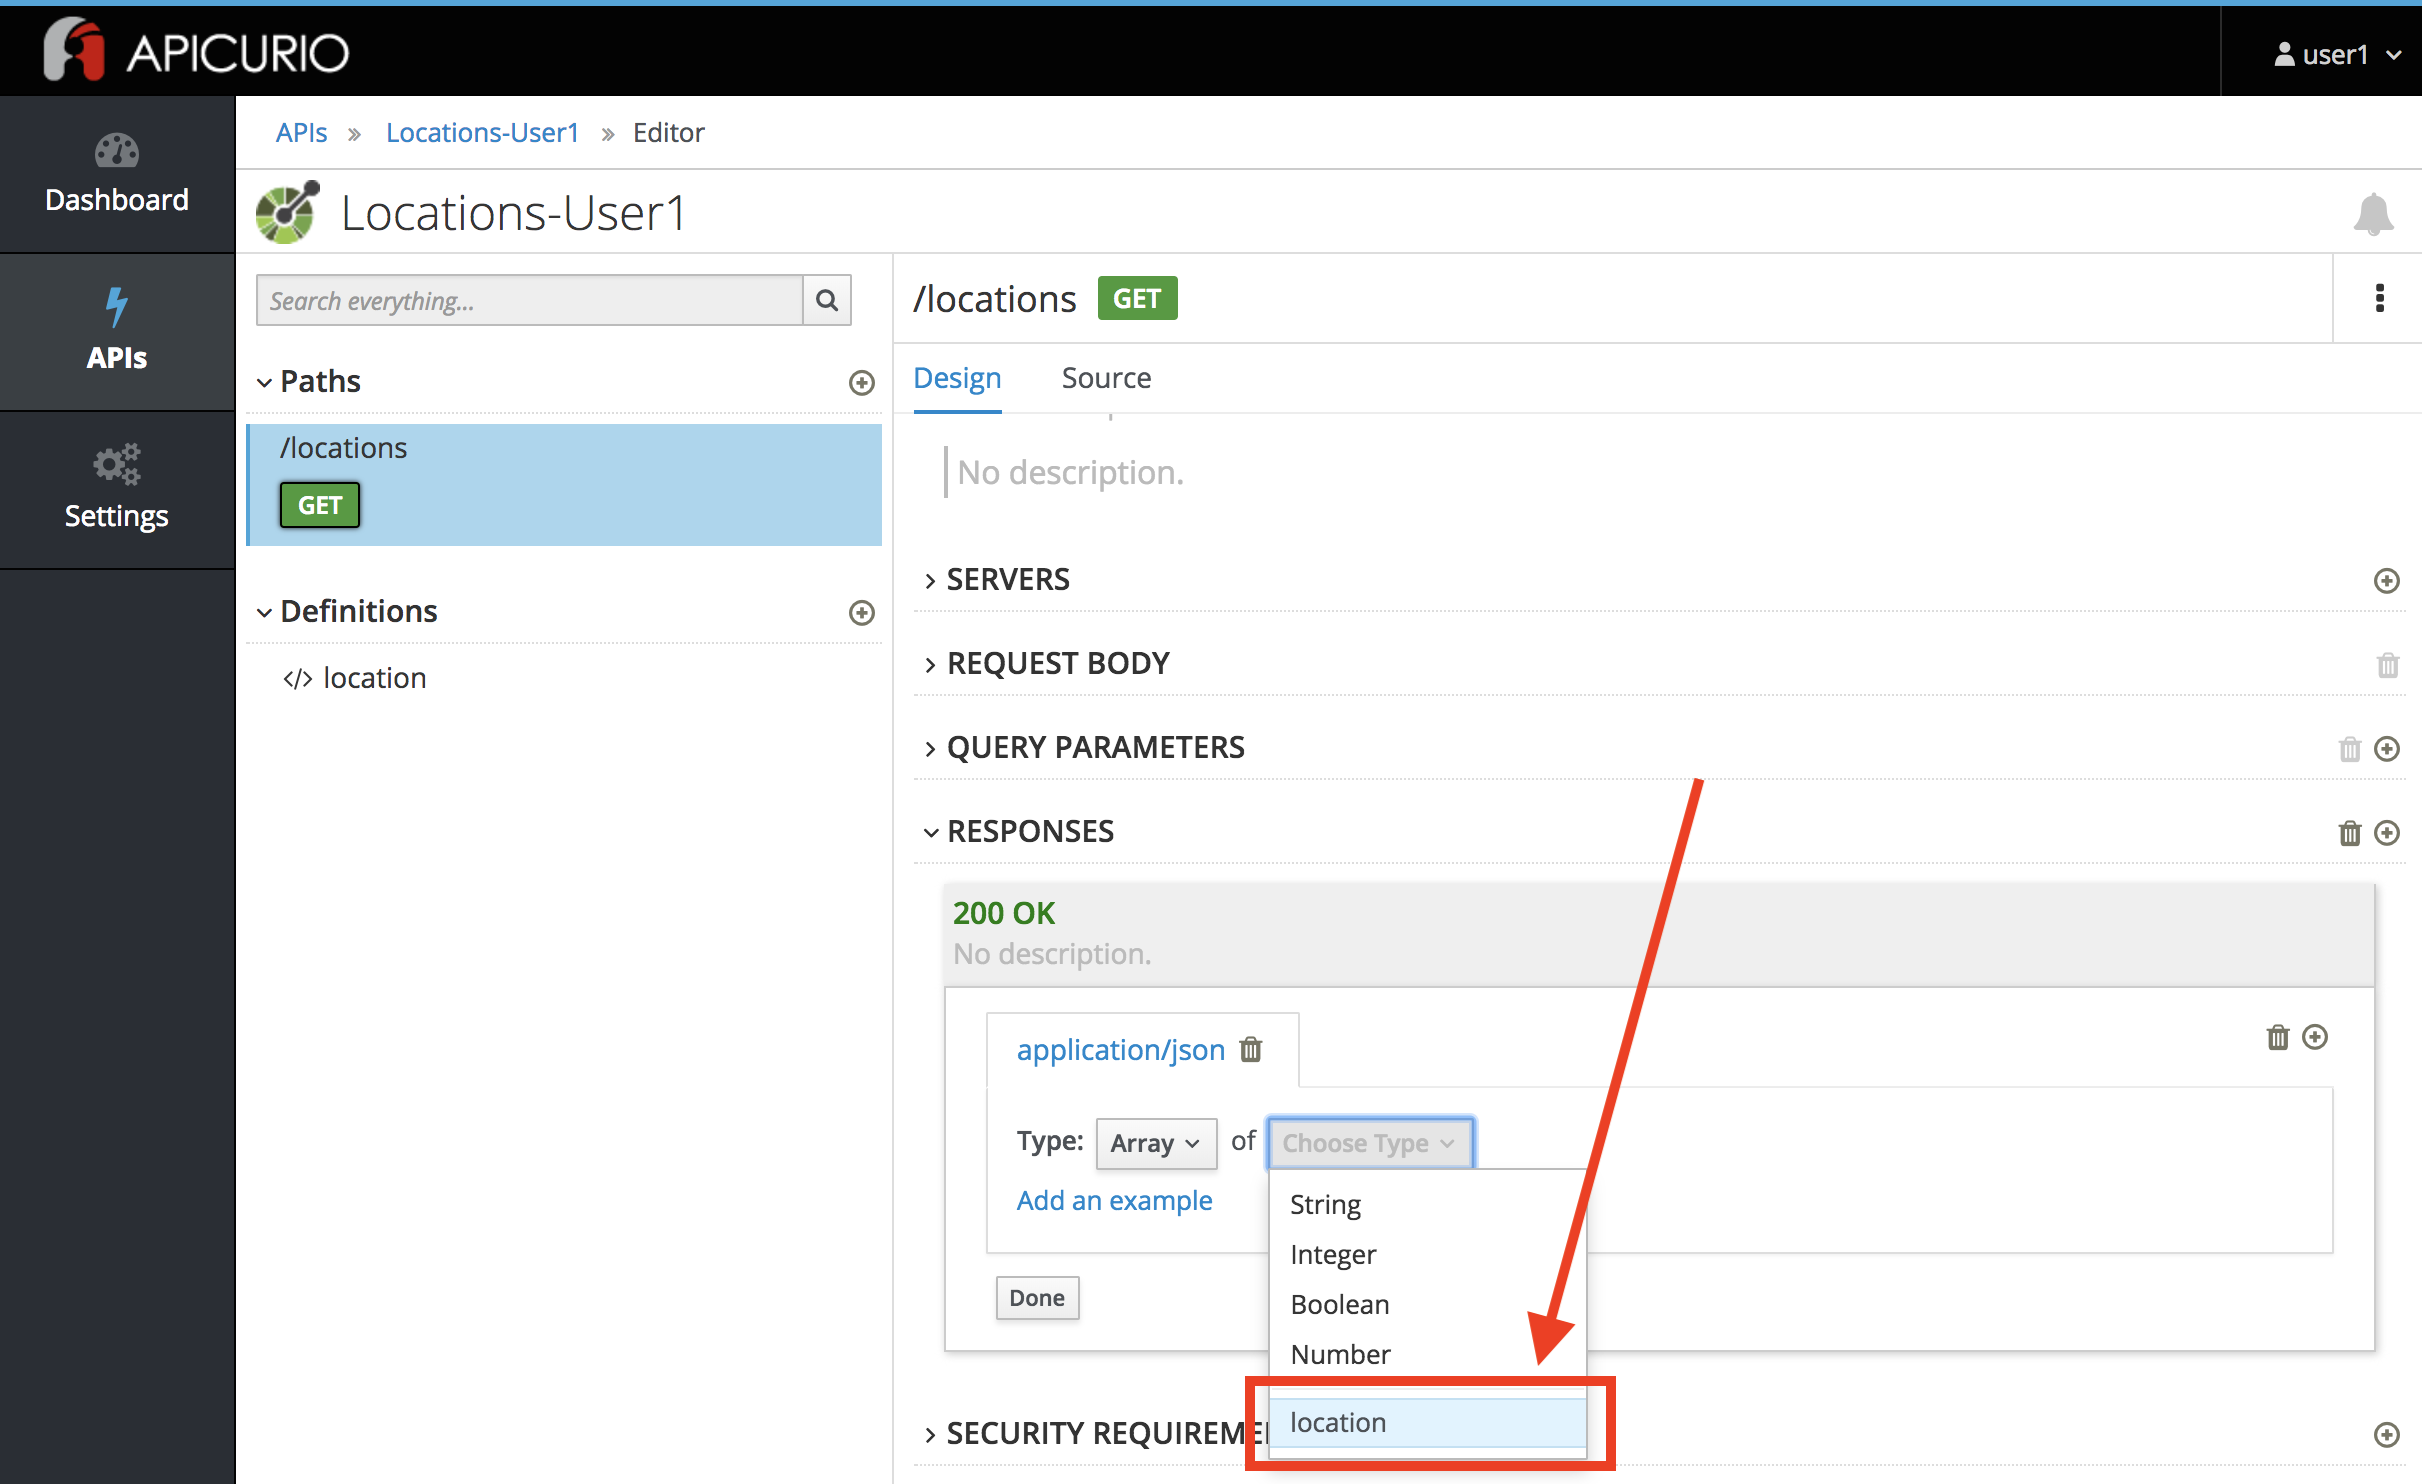 APICURIO
user1
Dashboard
APIs
Settings
APIs » Locations-User1 » Editor
Locations-User1
Search everything...
Paths
/locations
GET
Definitions
</> location
/locations GET
Design Source
No description.
SERVERS
REQUEST BODY
QUERY PARAMETERS
RESPONSES
200 OK
No description.
application/json
Type: Array of Choose Type
Add an example
String
Integer
Boolean
Number
location
Done
SECURITY